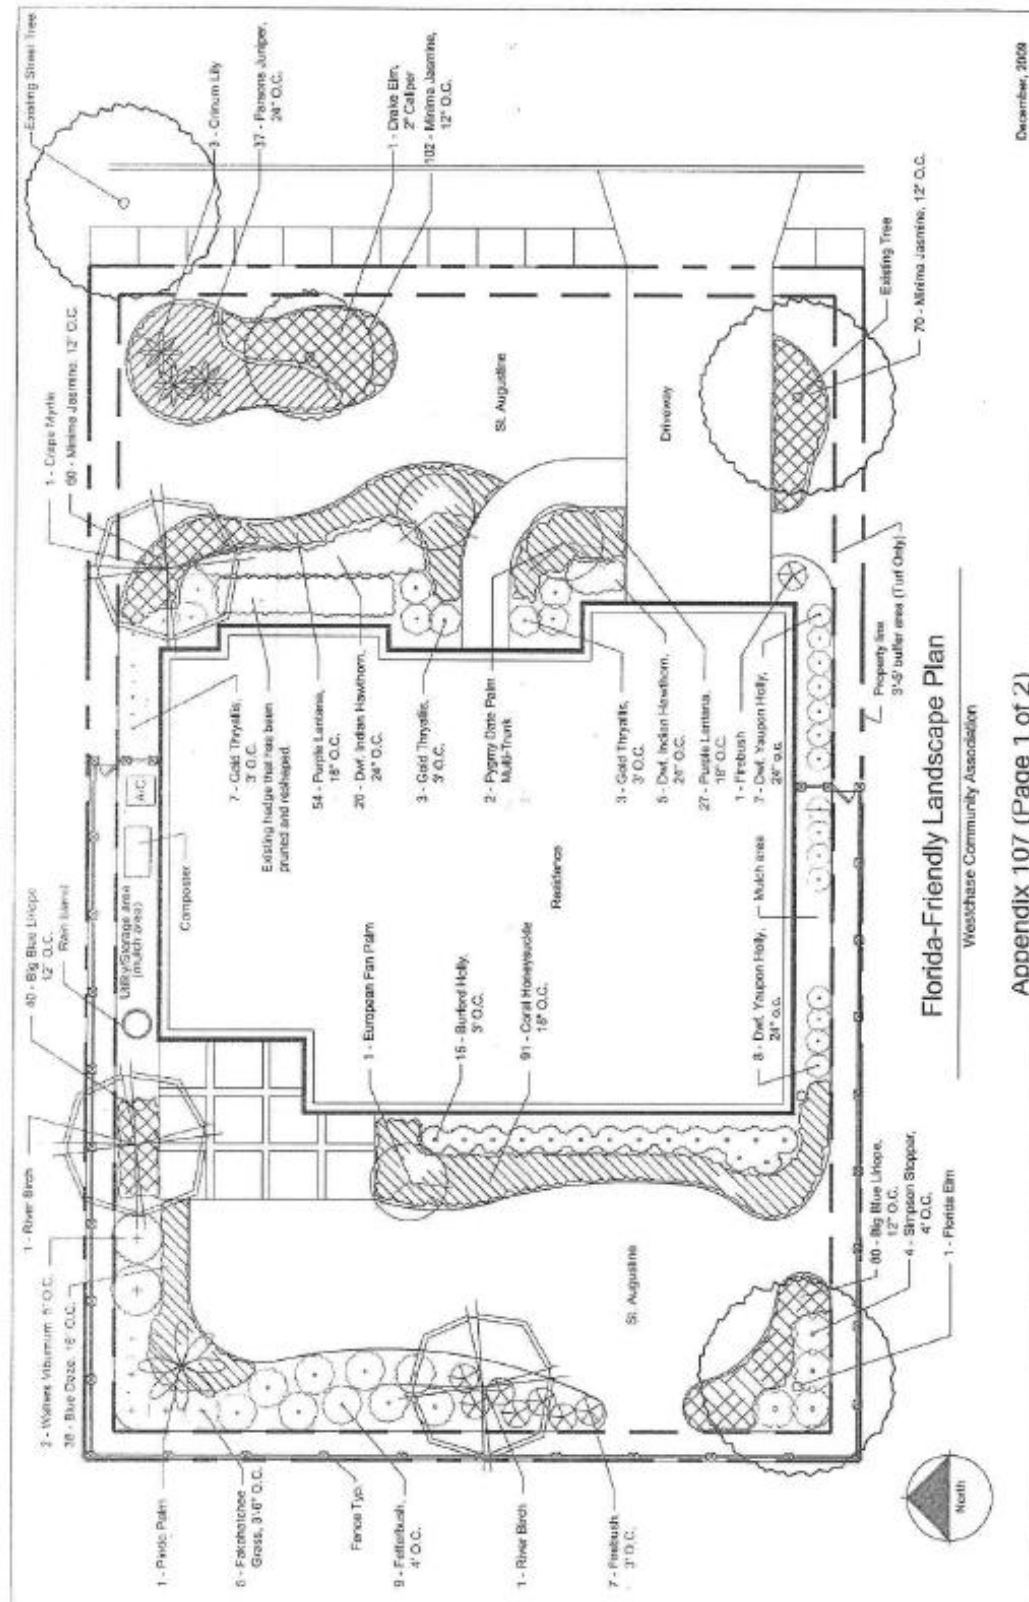 Existing Street Tree
3 - Crinum Lily
37 - Parsons Juniper,
24" O.C.
1 - Drake Elm,
2" Caliper
102 - Minima Jasmine,
12" O.C.
1 - Crape Myrtle
60 - Minima Jasmine, 12" O.C.
St. Augustine
Driveway
Existing Tree
70 - Minima Jasmine, 12" O.C.
7 - Gold Thryallis,
3' O.C.
Existing hedge that has been
pruned and reshaped
54 - Purple Lantana,
18" O.C.
20 - Dwf. Indian Hawthorn,
24" O.C.
3 - Gold Thryallis,
3' O.C.
2 - Pygmy Date Palm
Multi-Trunk
3 - Gold Thryallis,
3' O.C.
5 - Dwf. Indian Hawthorn,
24" O.C.
27 - Purple Lantana,
18" O.C.
1 - Firebush
7 - Dwf. Yaupon Holly,
24" o.c.
Property line
3'-5' buffer area (Turf Only)
A/C
Composter
Utility/Storage area
(mulch area)
Rain barrel
40 - Big Blue Liriope
12" O.C.
Residence
1 - European Fan Palm
15 - Burford Holly,
3' O.C.
91 - Coral Honeysuckle
18" O.C.
8 - Dwf. Yaupon Holly,
24" o.c.
Mulch area
1 - River Birch
2 - Walters Viburnum, 5' O.C.
38 - Blue Daze, 18" O.C.
St. Augustine
80 - Big Blue Liriope,
12" O.C.
4 - Simpson Stopper,
4' O.C.
1 - Florida Elm
1 - Pindo Palm
Fakahatchee
Grass, 3'-6" O.C.
Fence Typ.
9 - Fetterbush,
4' O.C.
1 - River Birch
7 - Firebush
3' O.C.
North
Florida-Friendly Landscape Plan
Westchase Community Association
Appendix 107 (Page 1 of 2)
December, 2009